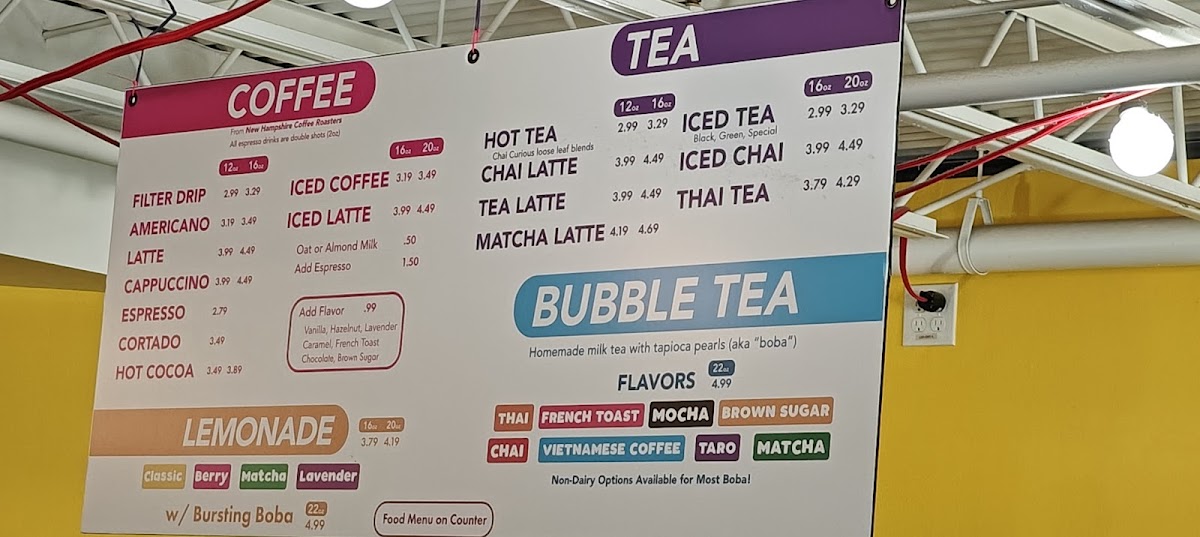 COFFEE
From New Hampshire Coffee Roasters
All espresso drinks are double shots (2oz)
12oz 16oz
FILTER DRIP 2.99 3.29
AMERICANO 3.19 3.49
LATTE 3.99 4.49
CAPPUCCINO 3.99 4.49
ESPRESSO 2.79
CORTADO 3.49
HOT COCOA 3.49 3.89
16oz 20oz
ICED COFFEE 3.19 3.49
ICED LATTE 3.99 4.49
Oat or Almond Milk .50
Add Espresso 1.50
Add Flavor .99
Vanilla, Hazelnut, Lavender
Caramel, French Toast
Chocolate, Brown Sugar
LEMONADE 16oz 20oz
3.79 4.19
Classic Berry Matcha Lavender
w/ Bursting Boba 22oz
4.99
Food Menu on Counter
TEA
12oz 16oz
HOT TEA 2.99 3.29
Chai Curious loose leaf blends
CHAI LATTE 3.99 4.49
TEA LATTE 3.99 4.49
MATCHA LATTE 4.19 4.69
16oz 20oz
ICED TEA 2.99 3.29
Black, Green, Special
ICED CHAI 3.99 4.49
THAI TEA 3.79 4.29
BUBBLE TEA
Homemade milk tea with tapioca pearls (aka "boba")
FLAVORS 22oz
4.99
THAI FRENCH TOAST MOCHA BROWN SUGAR
CHAI VIETNAMESE COFFEE TARO MATCHA
Non-Dairy Options Available for Most Boba!